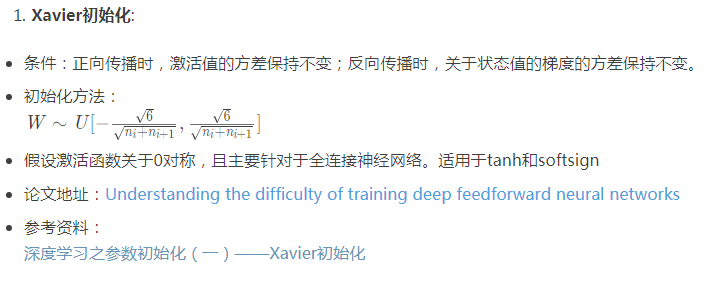 1. Xavier初始化:
• 条件：正向传播时，激活值的方差保持不变；反向传播时，关于状态值的梯度的方差保持不变。
• 初始化方法：
W ∼ U[−\frac{\sqrt{6}}{\sqrt{n_i+n_{i+1}}}, \frac{\sqrt{6}}{\sqrt{n_i+n_{i+1}}}]
• 假设激活函数关于0对称，且主要针对于全连接神经网络。适用于tanh和softsign
• 论文地址：Understanding the difficulty of training deep feedforward neural networks
• 参考资料：
深度学习之参数初始化（一）——Xavier初始化